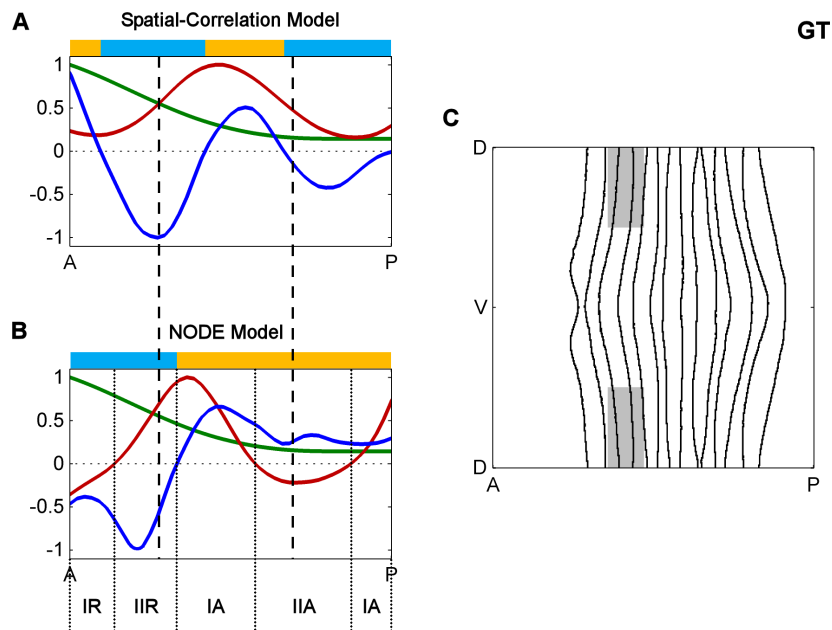 A
Spatial-Correlation Model
GT
1
0.5
0
-0.5
-1
A
P
B
NODE Model
1
0.5
0
-0.5
-1
A
P
IR
IIR
IA
IIA
IA
C
D
V
D
A
P